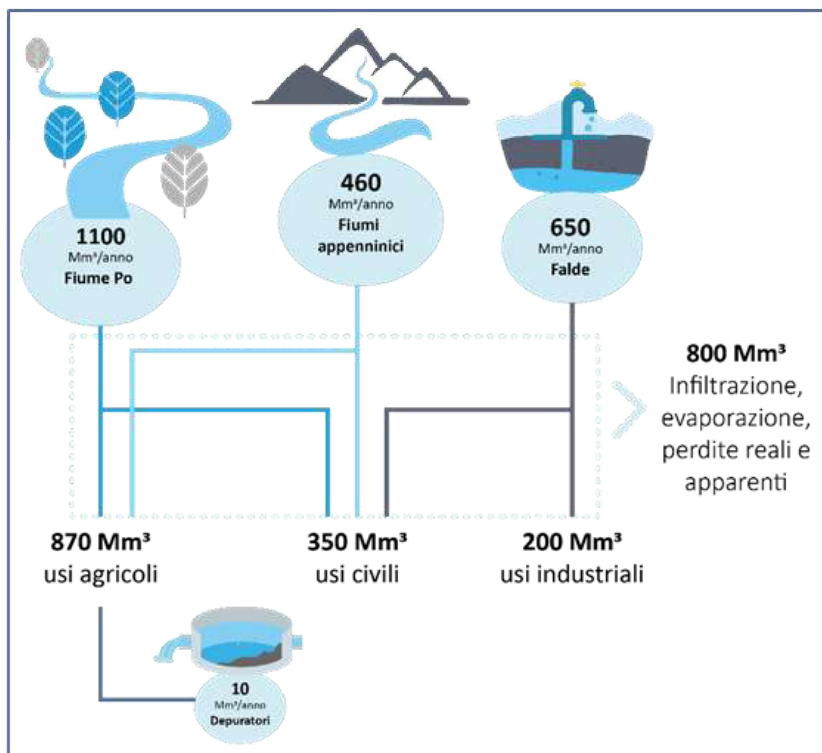 1100
Mm³/anno
Fiume Po
460
Mm³/anno
Fiumi
appenninici
650
Mm³/anno
Falde
800 Mm³
Infiltrazione,
evaporazione,
perdite reali e
apparenti
870 Mm³
usi agricoli
350 Mm³
usi civili
200 Mm³
usi industriali
10
Mm³/anno
Depuratori